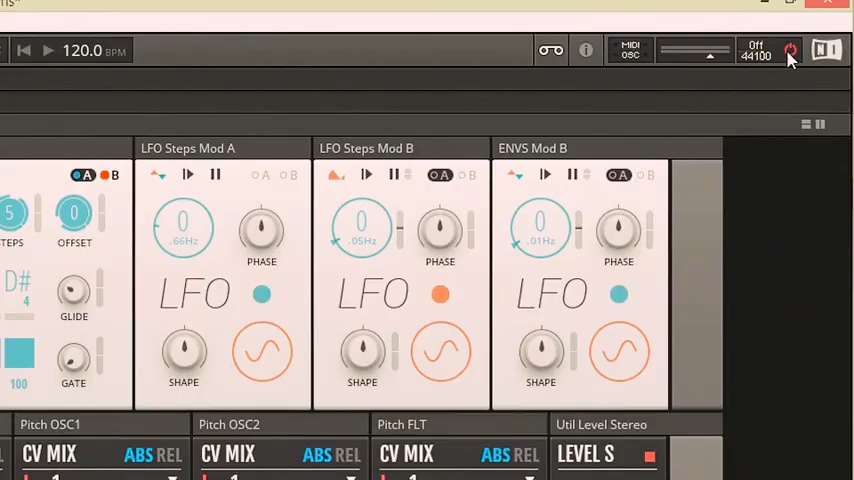 120.0 BPM
MIDI
OSC
Off
44100
NI
LFO Steps Mod A
LFO Steps Mod B
ENVS Mod B
A B
A B
A B
A B
5
0
0
.66Hz
0
.05Hz
0
.01Hz
OFFSET
PHASE
PHASE
PHASE
D#
4
LFO
LFO
LFO
GLIDE
100
GATE
SHAPE
SHAPE
SHAPE
Pitch OSC1
Pitch OSC2
Pitch FLT
Util Level Stereo
CV MIX ABS REL
CV MIX ABS REL
CV MIX ABS REL
LEVEL S